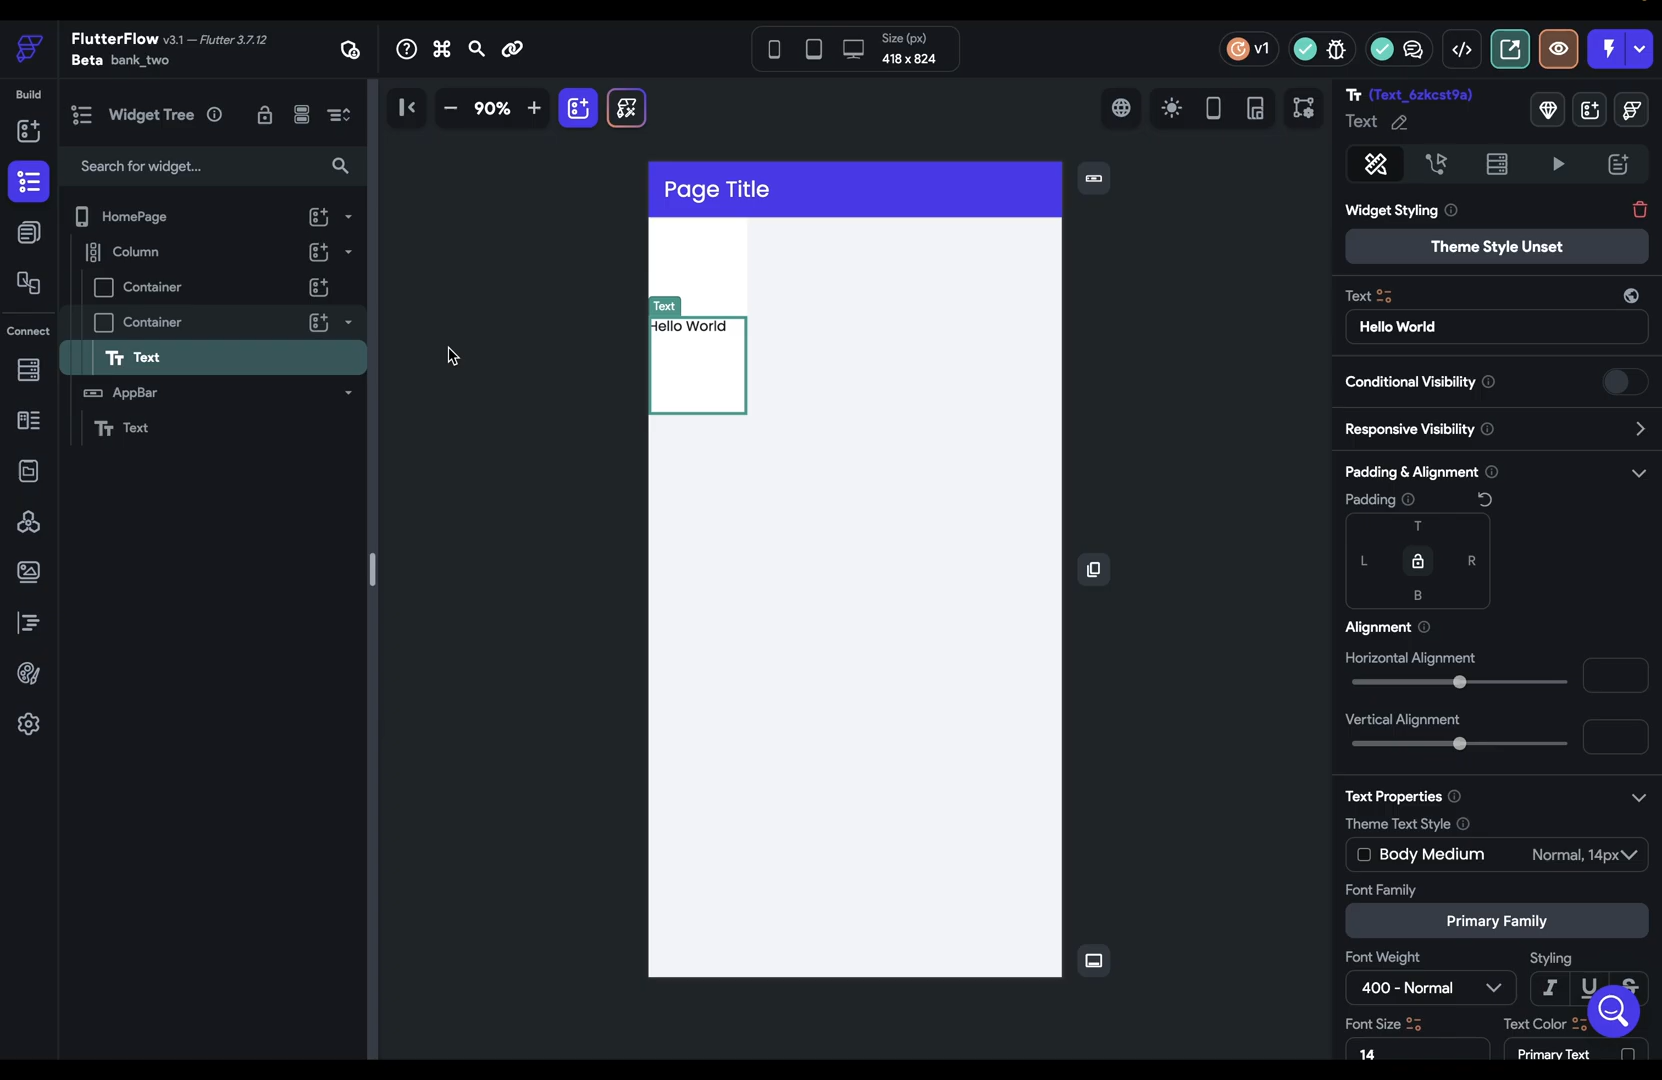 FlutterFlow v3.1 — Flutter 3.7.12
Beta bank_two
Size (px)
418 x 824
v1
Build
Connect
Widget Tree
Search for widget...
HomePage
Column
Container
Container
Text
AppBar
Text
90%
Page Title
Text
Hello World
(Text_6zkcst9a)
Text
Widget Styling
Theme Style Unset
Text
Hello World
Conditional Visibility
Responsive Visibility
Padding & Alignment
Padding
T
L R
B
Alignment
Horizontal Alignment
Vertical Alignment
Text Properties
Theme Text Style
Body Medium Normal, 14px
Font Family
Primary Family
Font Weight Styling
400 - Normal I U S
Font Size Text Color
14 Primary Text